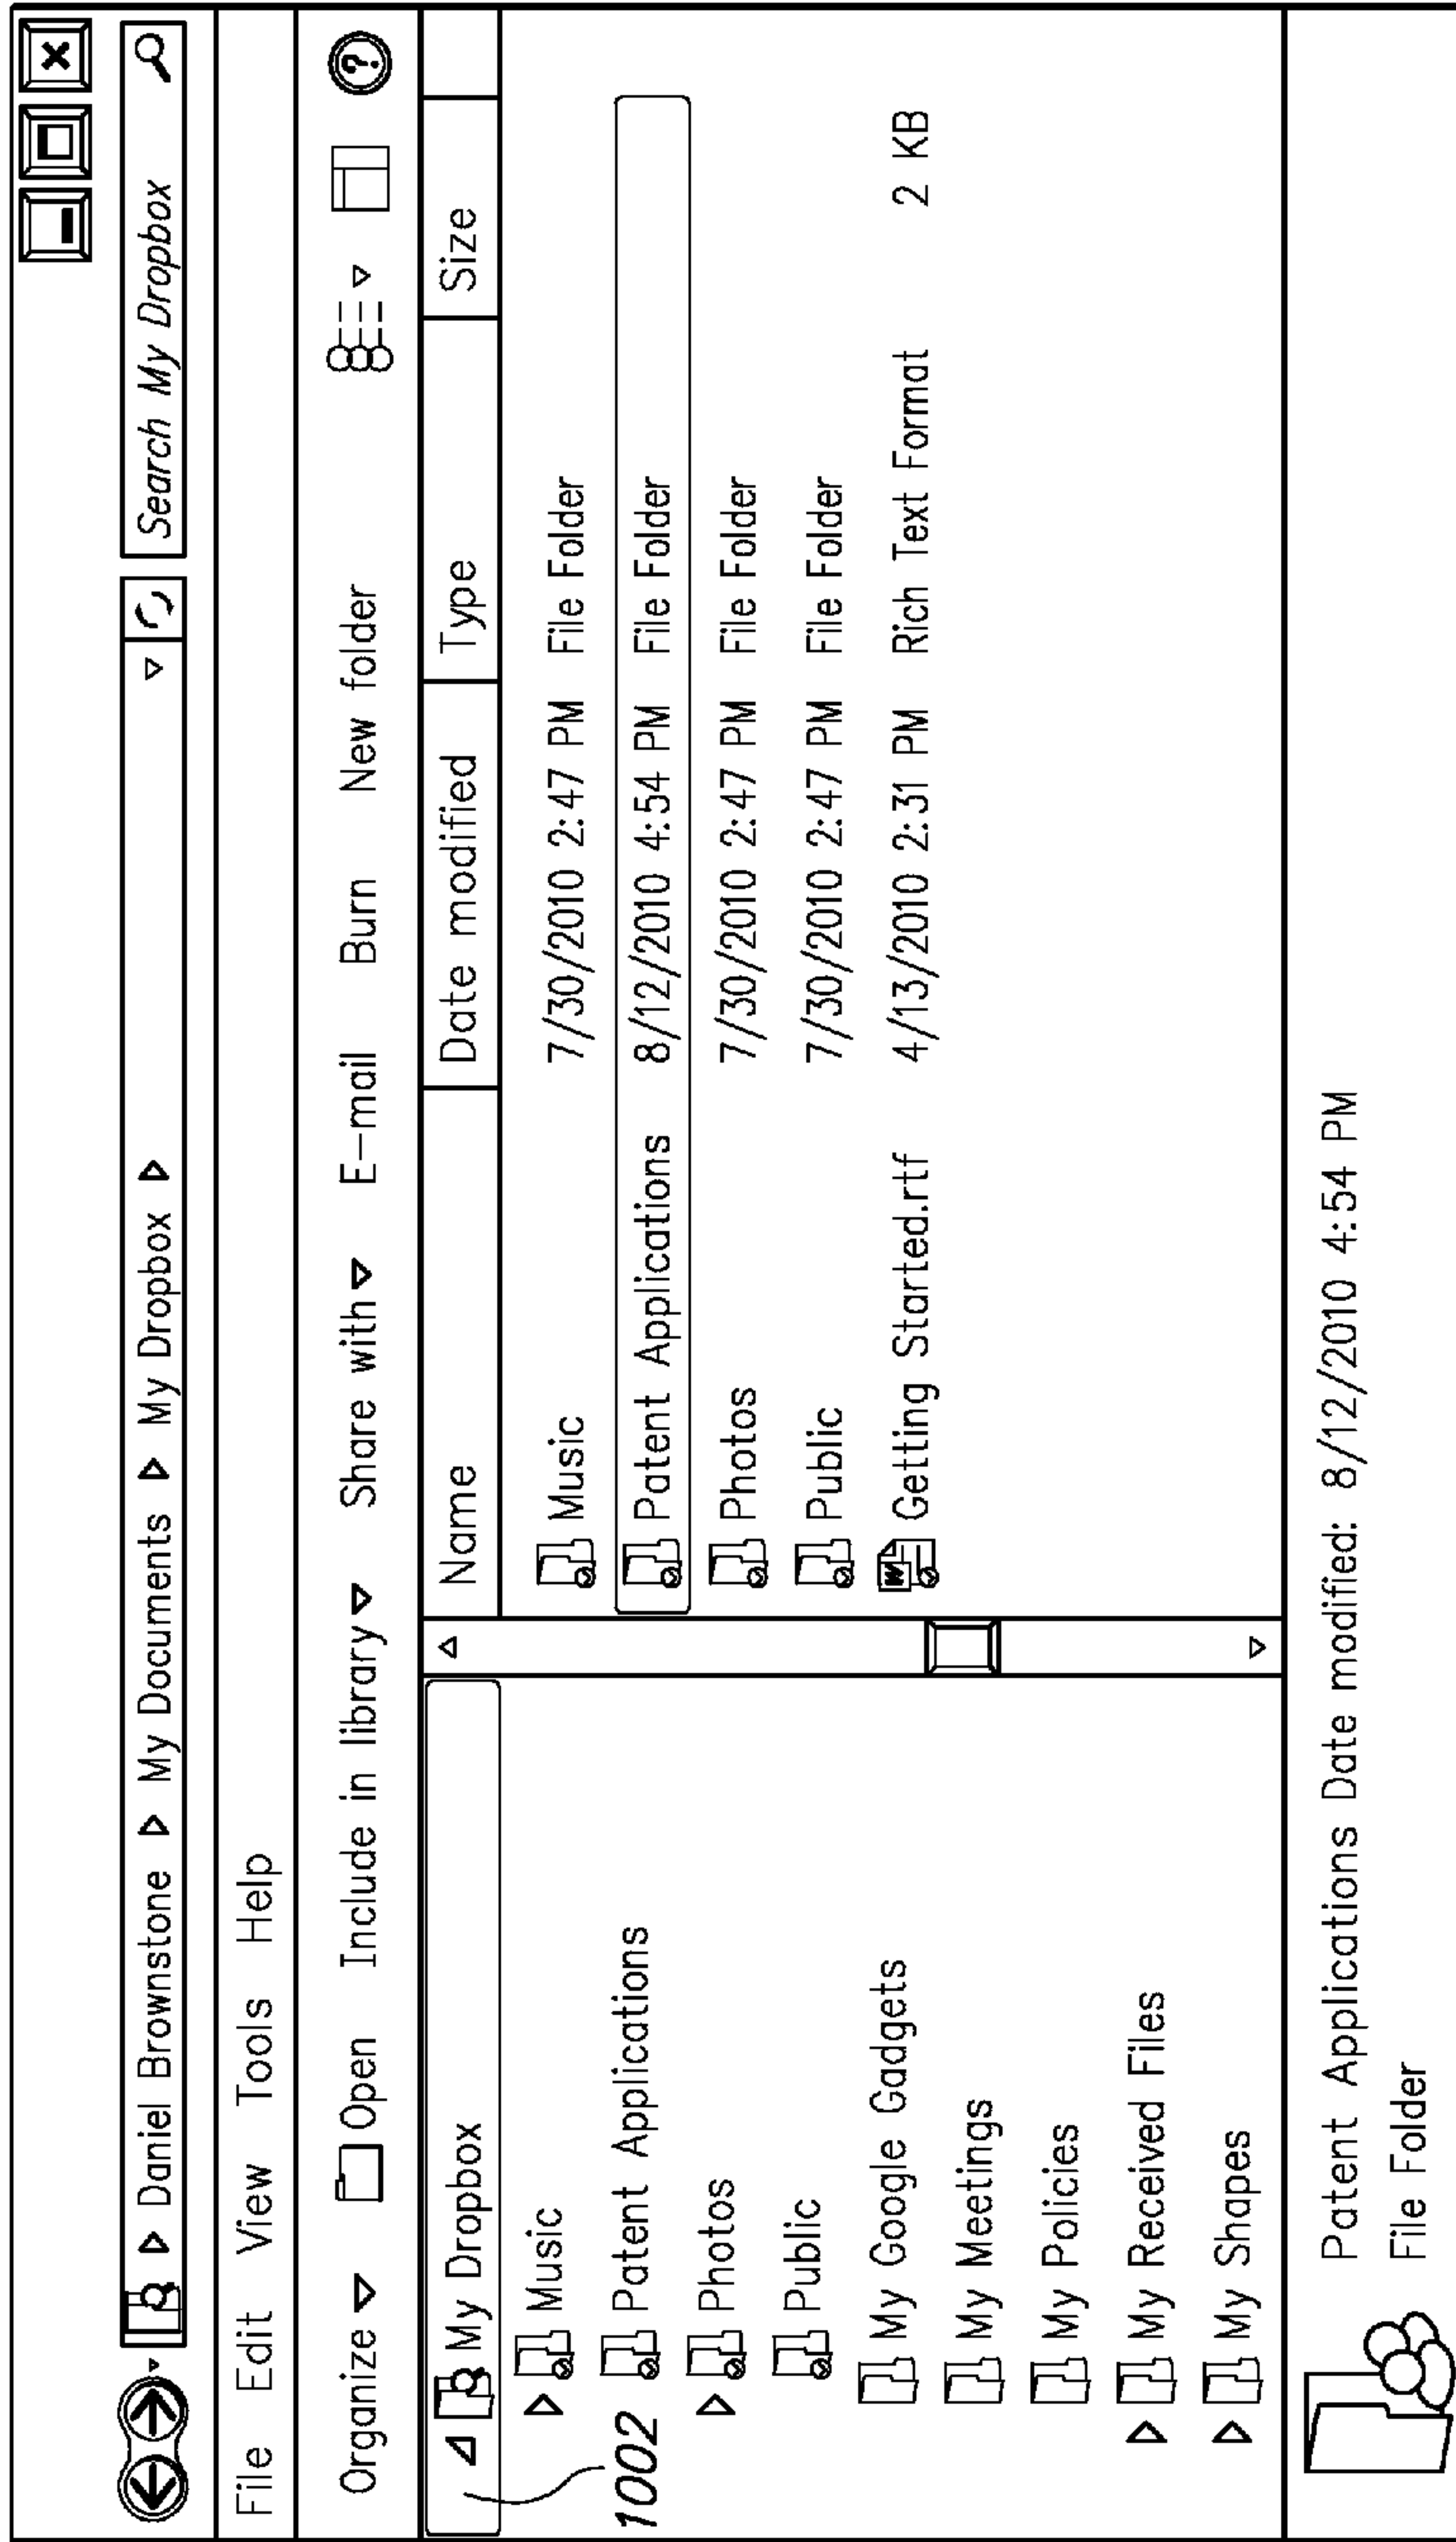 Daniel Brownstone My Documents My Dropbox Search My Dropbox
File Edit View Tools Help
Organize Open Include in library Share with E-mail Burn New folder ?
My Dropbox
1002
Music
Patent Applications
Photos
Public
My Google Gadgets
My Meetings
My Policies
My Received Files
My Shapes
Name Date modified Type Size
Music 7/30/2010 2:47 PM File Folder
Patent Applications 8/12/2010 4:54 PM File Folder
Photos 7/30/2010 2:47 PM File Folder
Public 7/30/2010 2:47 PM File Folder
W Getting Started.rtf 4/13/2010 2:31 PM Rich Text Format 2 KB
Patent Applications Date modified: 8/12/2010 4:54 PM
File Folder